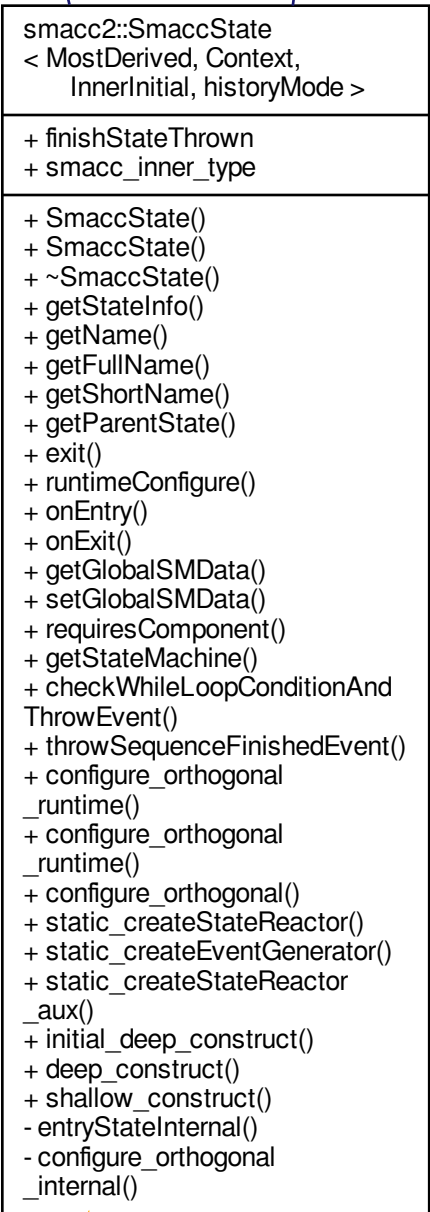 smacc2::SmaccState
< MostDerived, Context,
InnerInitial, historyMode >
+ finishStateThrown
+ smacc_inner_type
+ SmaccState()
+ SmaccState()
+ ~SmaccState()
+ getStateInfo()
+ getName()
+ getFullName()
+ getShortName()
+ getParentState()
+ exit()
+ runtimeConfigure()
+ onEntry()
+ onExit()
+ getGlobalSMData()
+ setGlobalSMData()
+ requiresComponent()
+ getStateMachine()
+ checkWhileLoopConditionAnd
ThrowEvent()
+ throwSequenceFinishedEvent()
+ configure_orthogonal
_runtime()
+ configure_orthogonal
_runtime()
+ configure_orthogonal()
+ static_createStateReactor()
+ static_createEventGenerator()
+ static_createStateReactor
_aux()
+ initial_deep_construct()
+ deep_construct()
+ shallow_construct()
- entryStateInternal()
- configure_orthogonal
_internal()